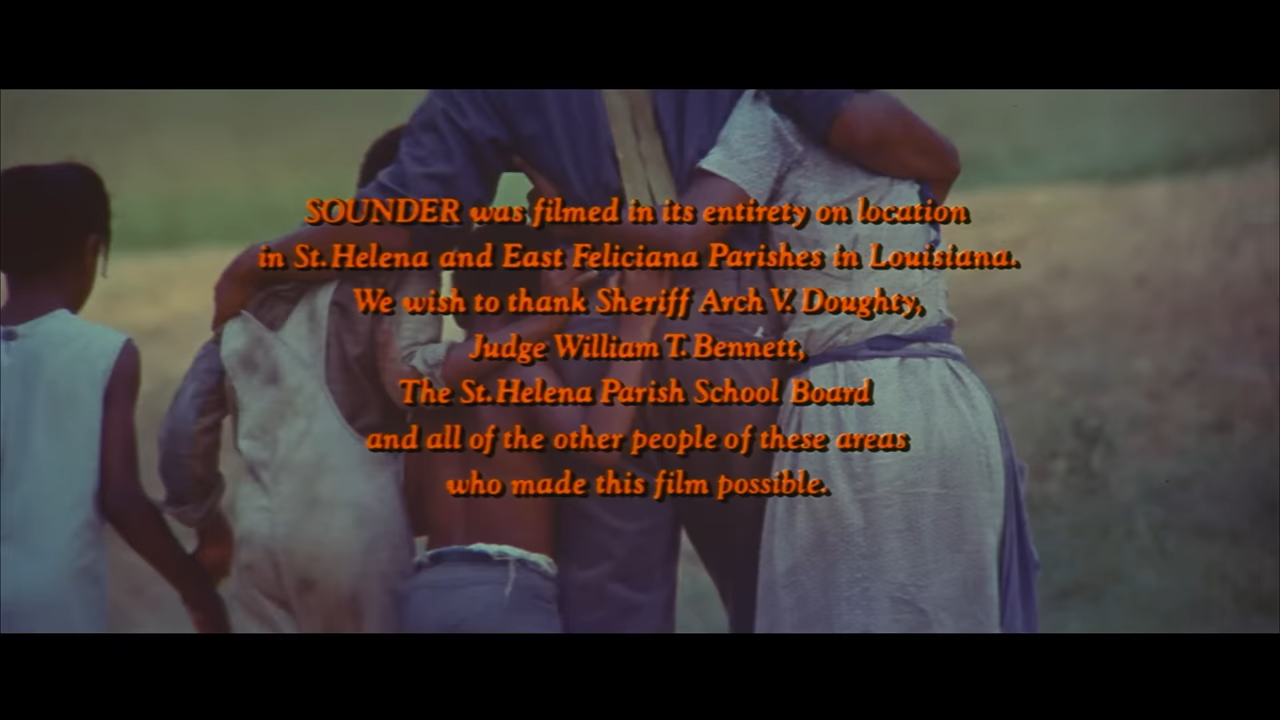 SOUNDER was filmed in its entirety on location
in St. Helena and East Feliciana Parishes in Louisiana.
We wish to thank Sheriff Arch V. Doughty,
Judge William T. Bennett,
The St. Helena Parish School Board
and all of the other people of these areas
who made this film possible.